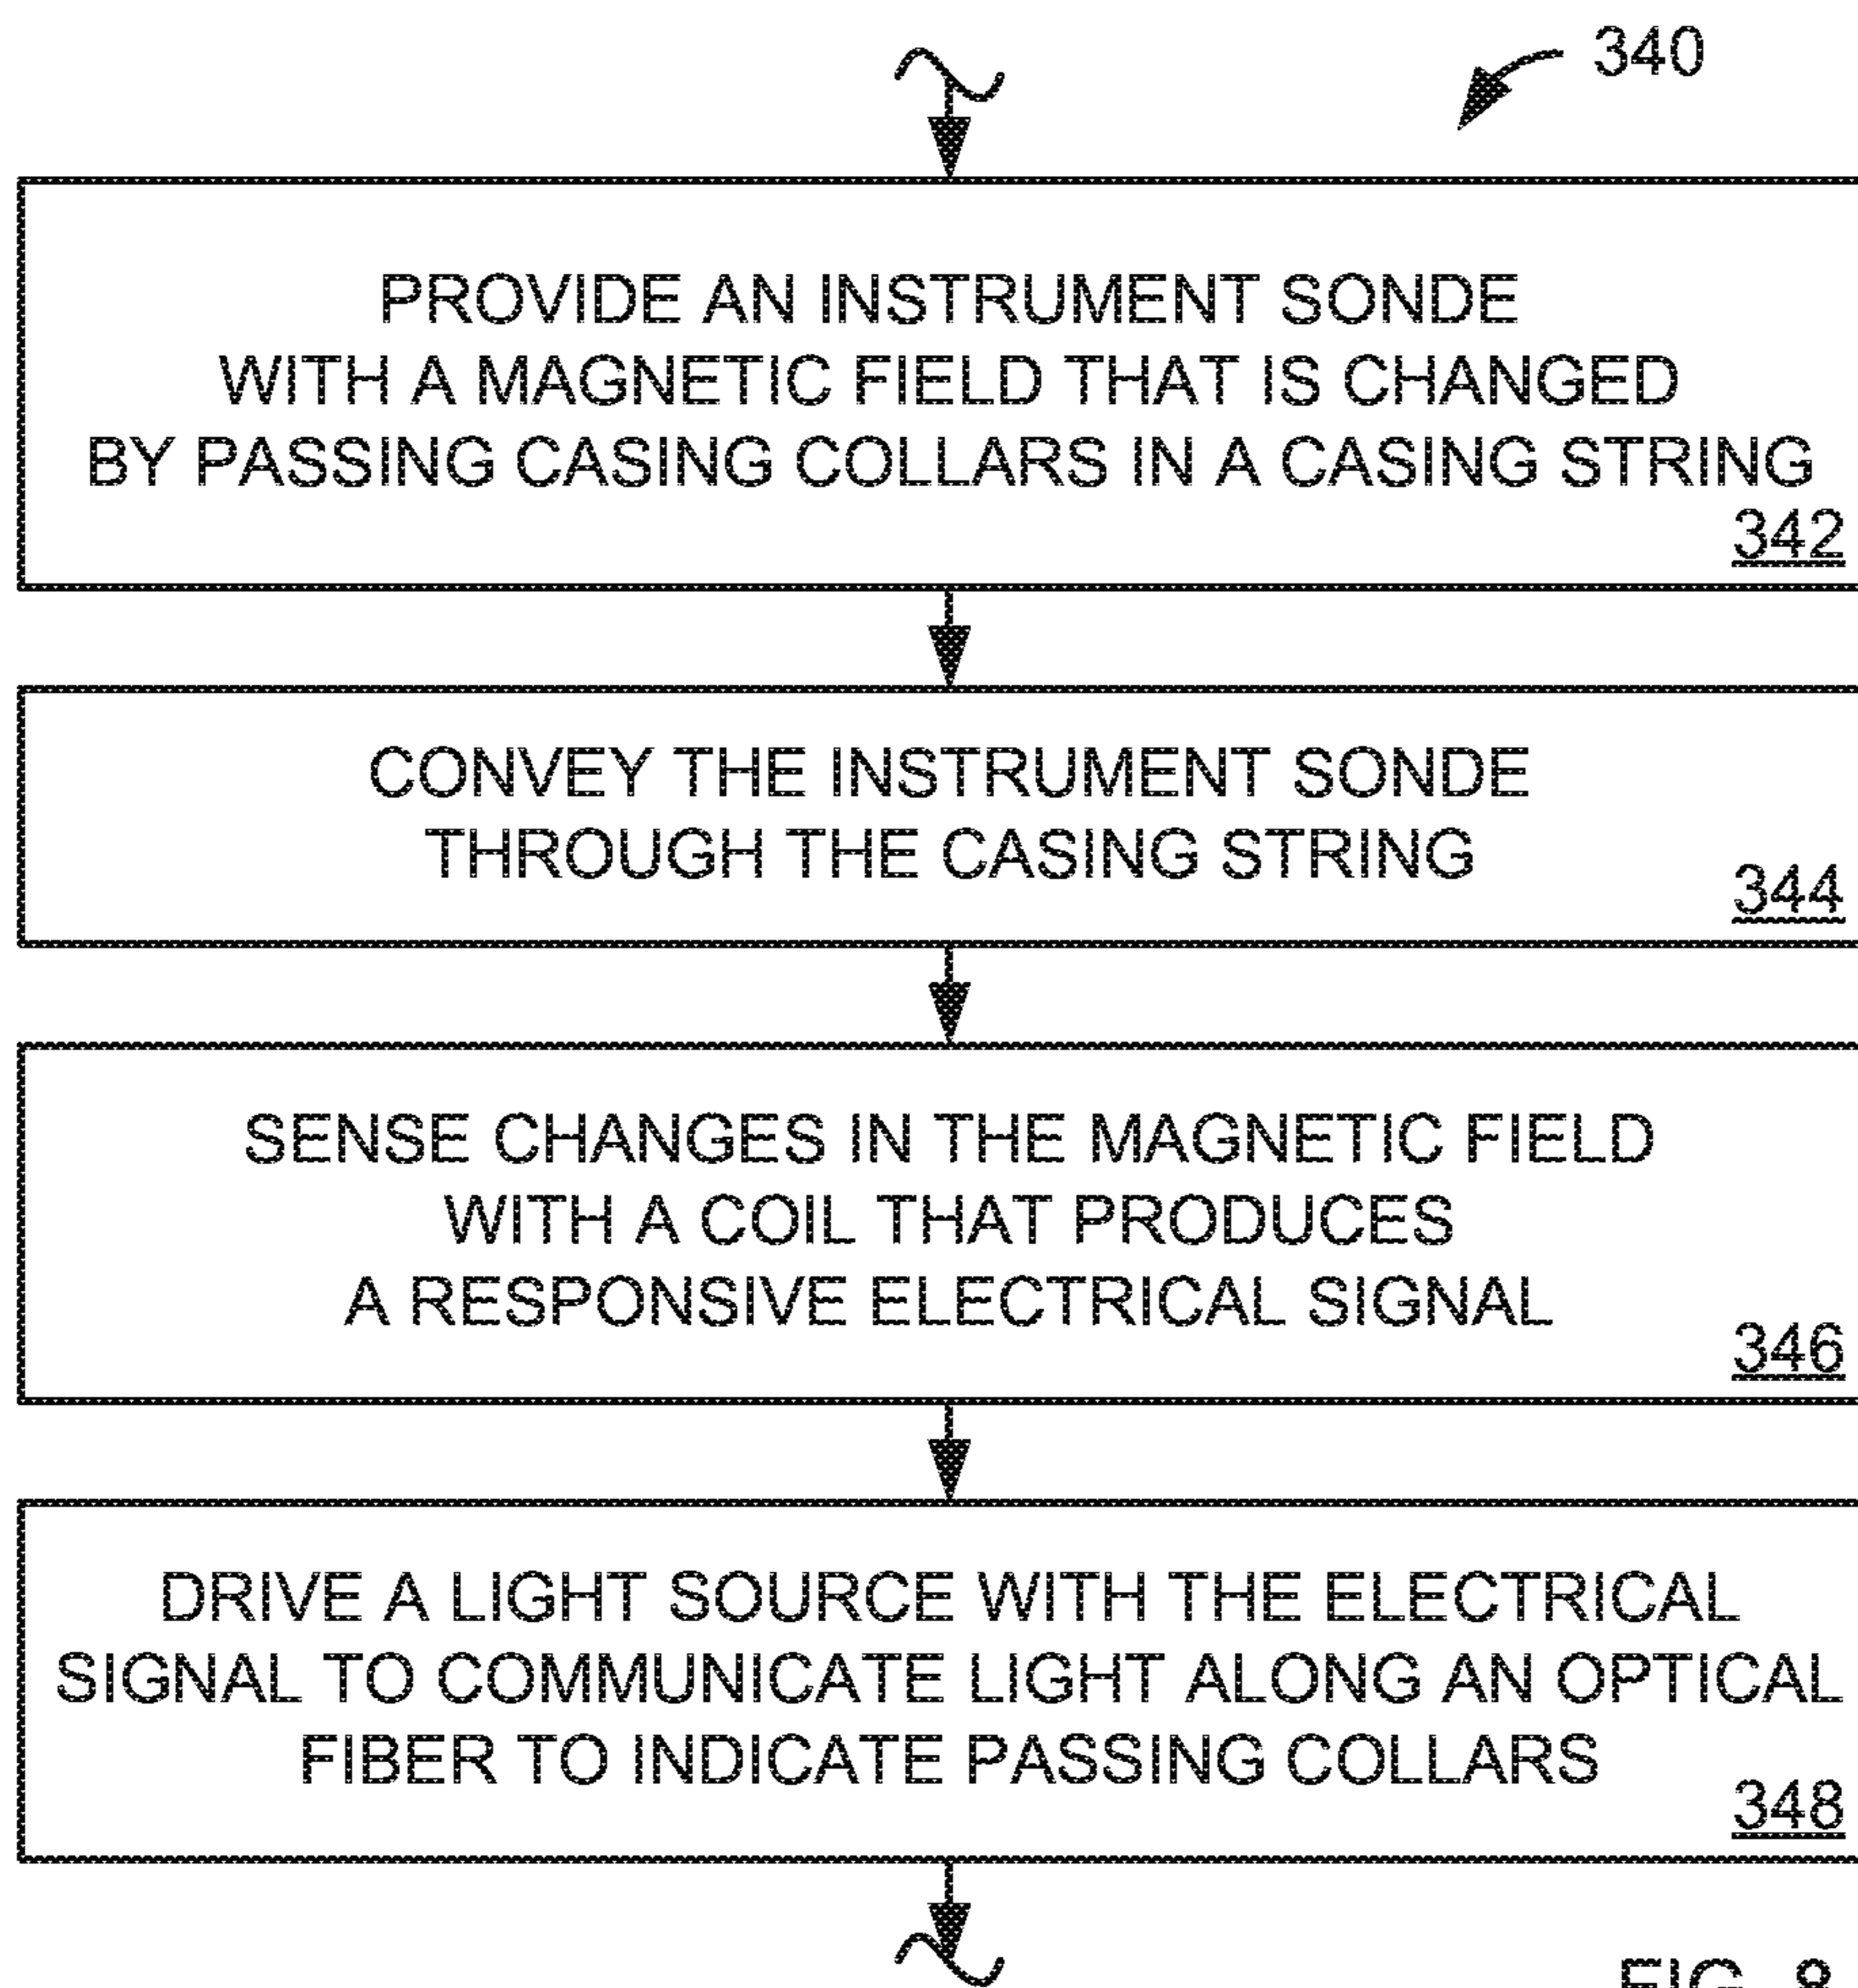 340
PROVIDE AN INSTRUMENT SONDE
WITH A MAGNETIC FIELD THAT IS CHANGED
BY PASSING CASING COLLARS IN A CASING STRING
342
CONVEY THE INSTRUMENT SONDE
THROUGH THE CASING STRING
344
SENSE CHANGES IN THE MAGNETIC FIELD
WITH A COIL THAT PRODUCES
A RESPONSIVE ELECTRICAL SIGNAL
346
DRIVE A LIGHT SOURCE WITH THE ELECTRICAL
SIGNAL TO COMMUNICATE LIGHT ALONG AN OPTICAL
FIBER TO INDICATE PASSING COLLARS
348
FIG. 8